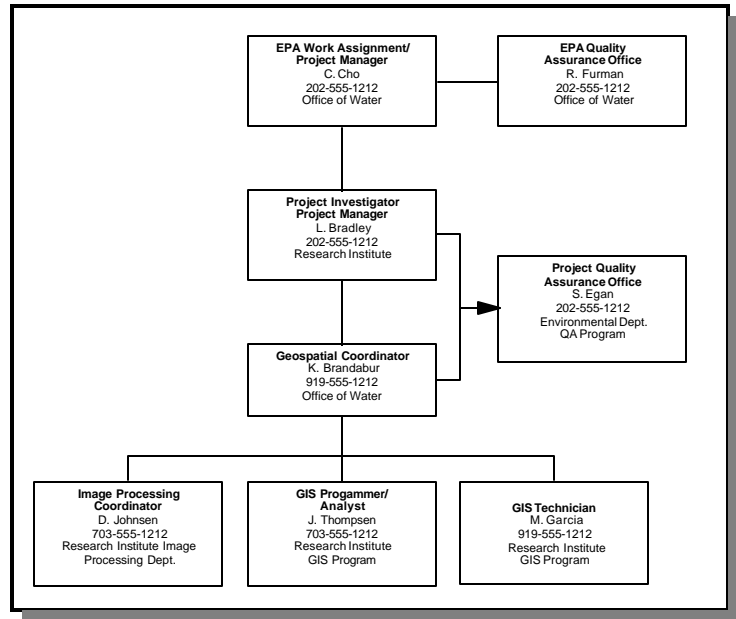 EPA Work Assignment/
Project Manager
C. Cho
202-555-1212
Office of Water
EPA Quality
Assurance Office
R. Furman
202-555-1212
Office of Water
Project Investigator
Project Manager
L. Bradley
202-555-1212
Research Institute
Project Quality
Assurance Office
S. Egan
202-555-1212
Environmental Dept.
QA Program
Geospatial Coordinator
K. Brandabur
919-555-1212
Office of Water
Image Processing
Coordinator
D. Johnsen
703-555-1212
Research Institute Image
Processing Dept.
GIS Progammer/
Analyst
J. Thompsen
703-555-1212
Research Institute
GIS Program
GIS Technician
M. Garcia
919-555-1212
Research Institute
GIS Program